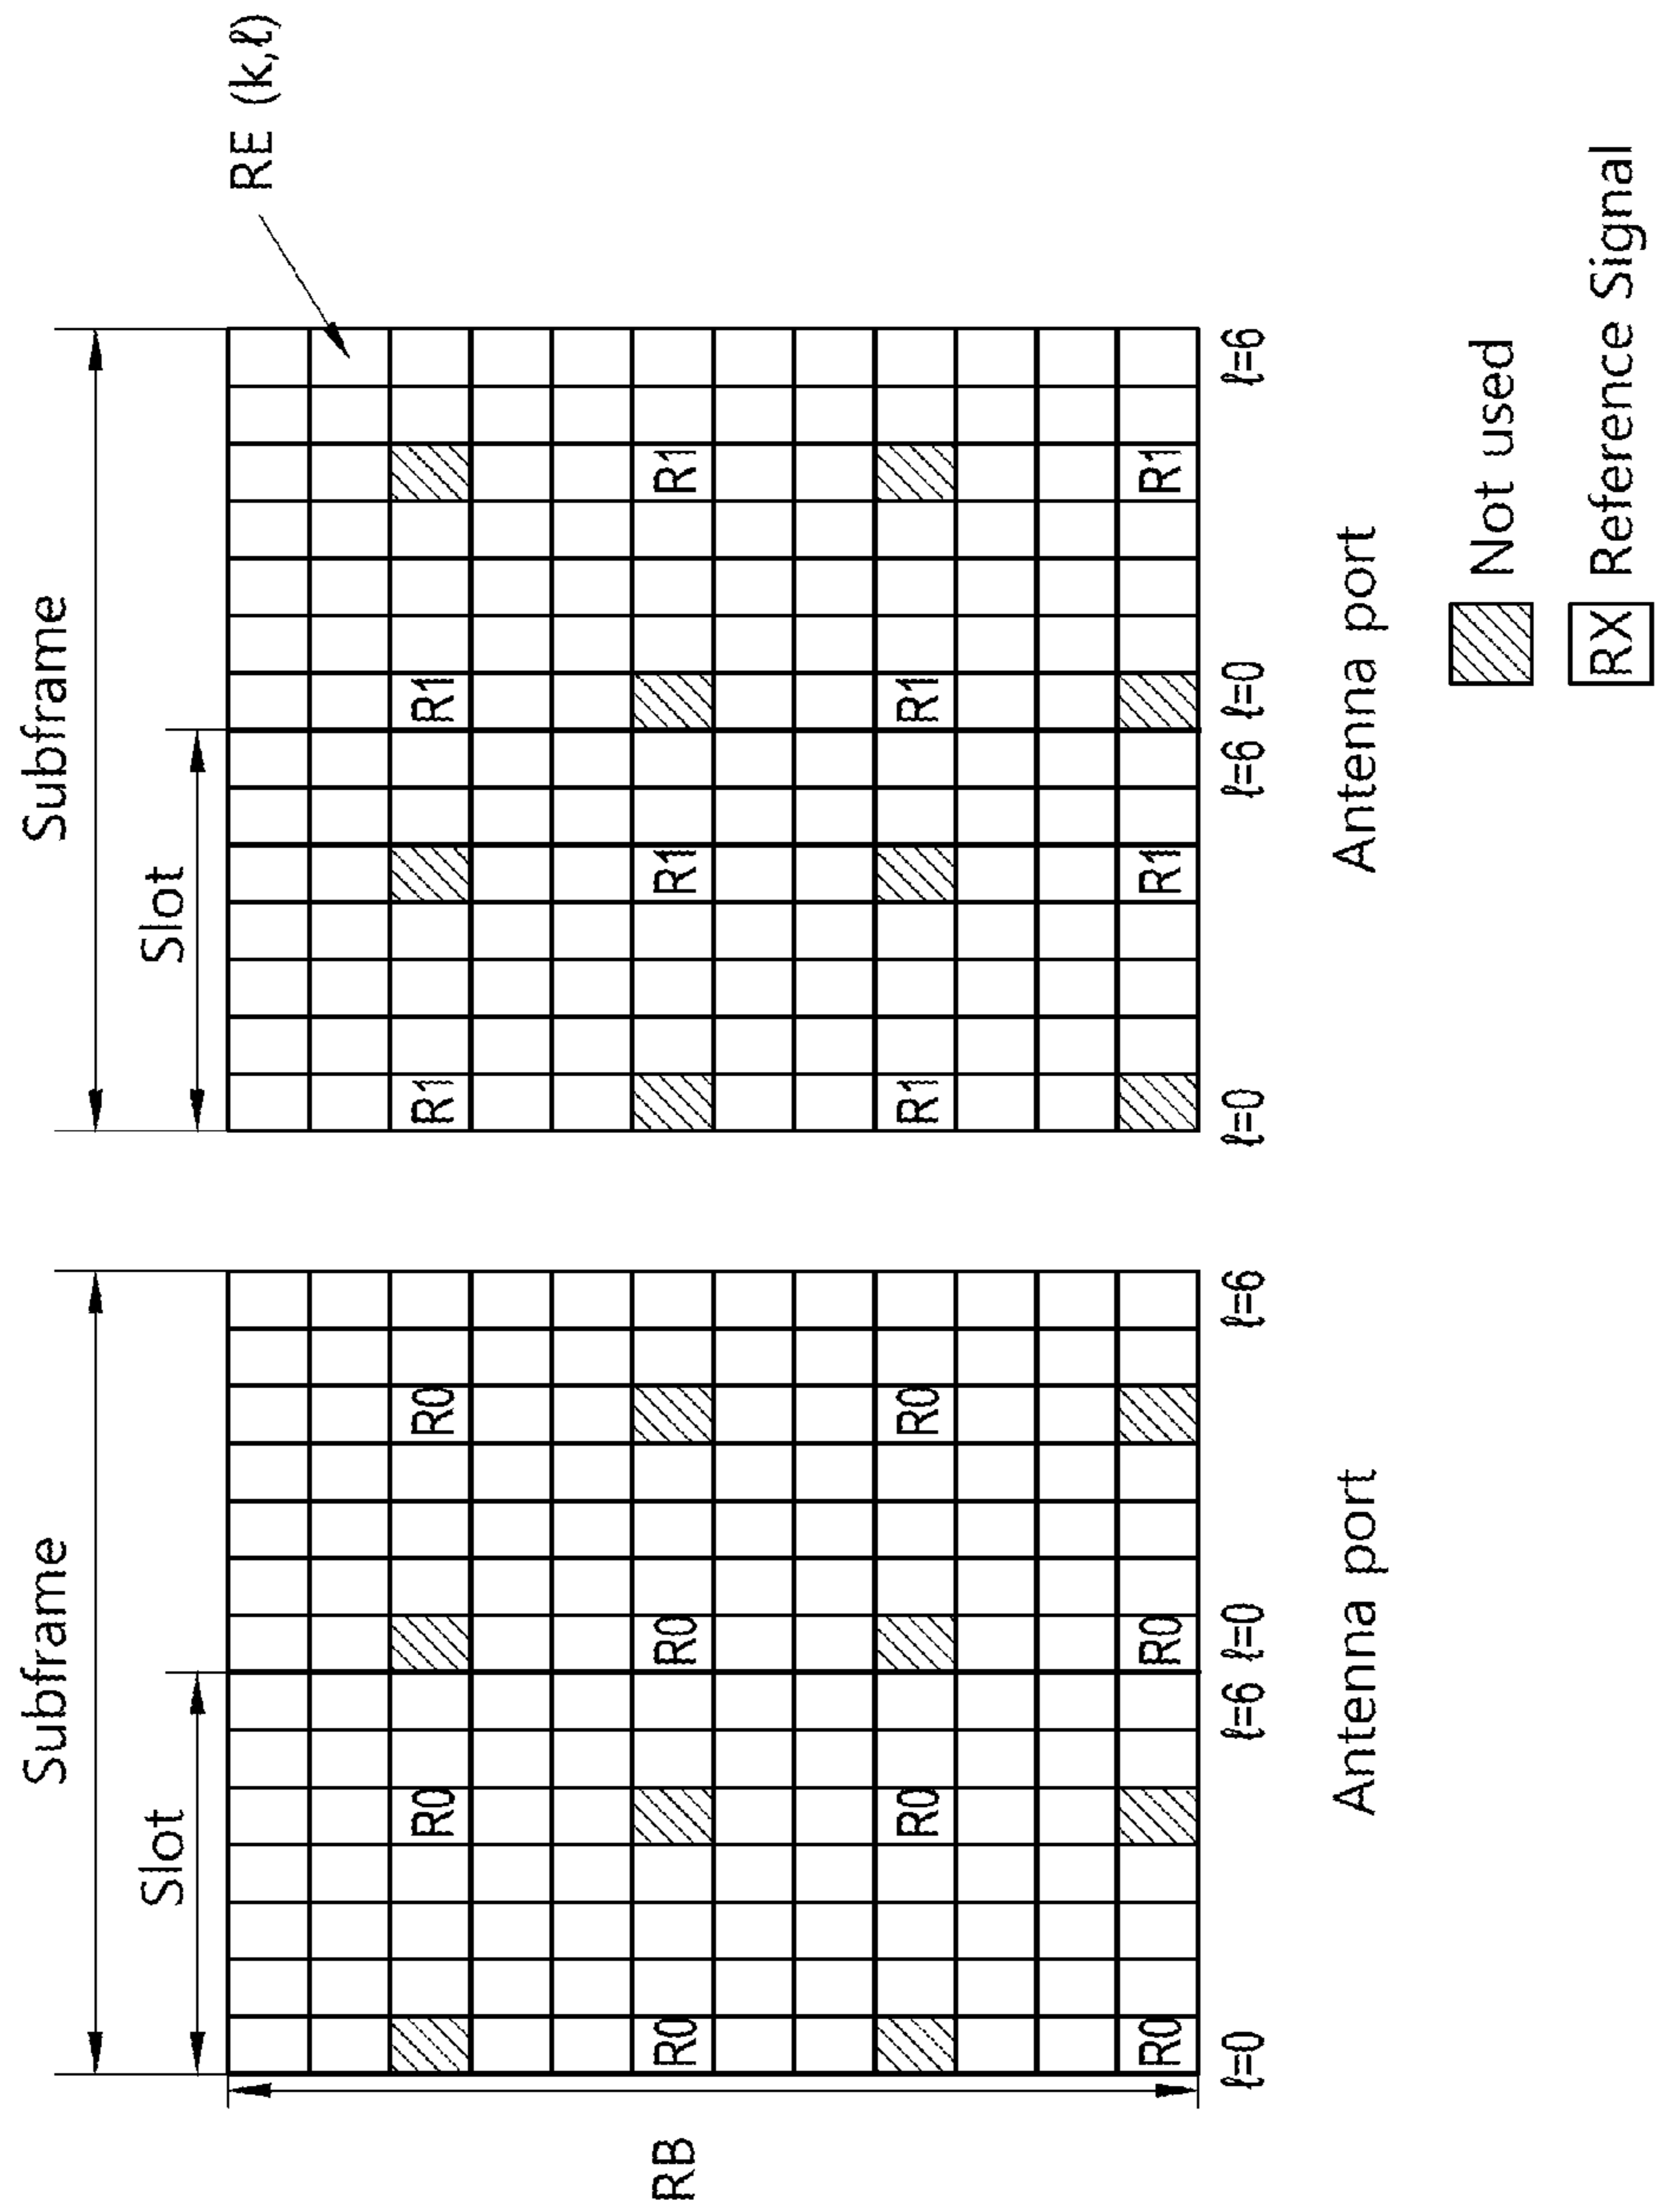 Subframe Subframe
Slot Slot
RE (k,ℓ)
R0 R0 R1 R1
RB R0 R0 R1 R1
R0 R0 R1 R1
R0 R0 R1 R1
ℓ=0 ℓ=6 ℓ=0 ℓ=6 ℓ=0 ℓ=6 ℓ=0 ℓ=6
Antenna port Antenna port
Not used
RX Reference Signal